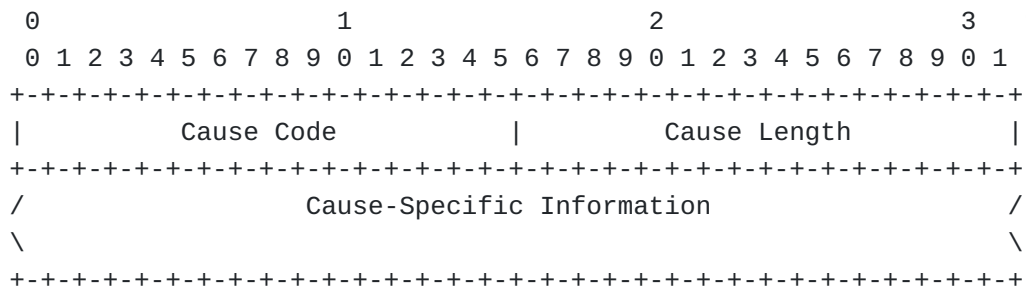 0                   1                   2                   3
 0 1 2 3 4 5 6 7 8 9 0 1 2 3 4 5 6 7 8 9 0 1 2 3 4 5 6 7 8 9 0 1
+-+-+-+-+-+-+-+-+-+-+-+-+-+-+-+-+-+-+-+-+-+-+-+-+-+-+-+-+-+-+-+-+
|          Cause Code           |         Cause Length          |
+-+-+-+-+-+-+-+-+-+-+-+-+-+-+-+-+-+-+-+-+-+-+-+-+-+-+-+-+-+-+-+-+
/                  Cause-Specific Information                   /
\                                                               \
+-+-+-+-+-+-+-+-+-+-+-+-+-+-+-+-+-+-+-+-+-+-+-+-+-+-+-+-+-+-+-+-+